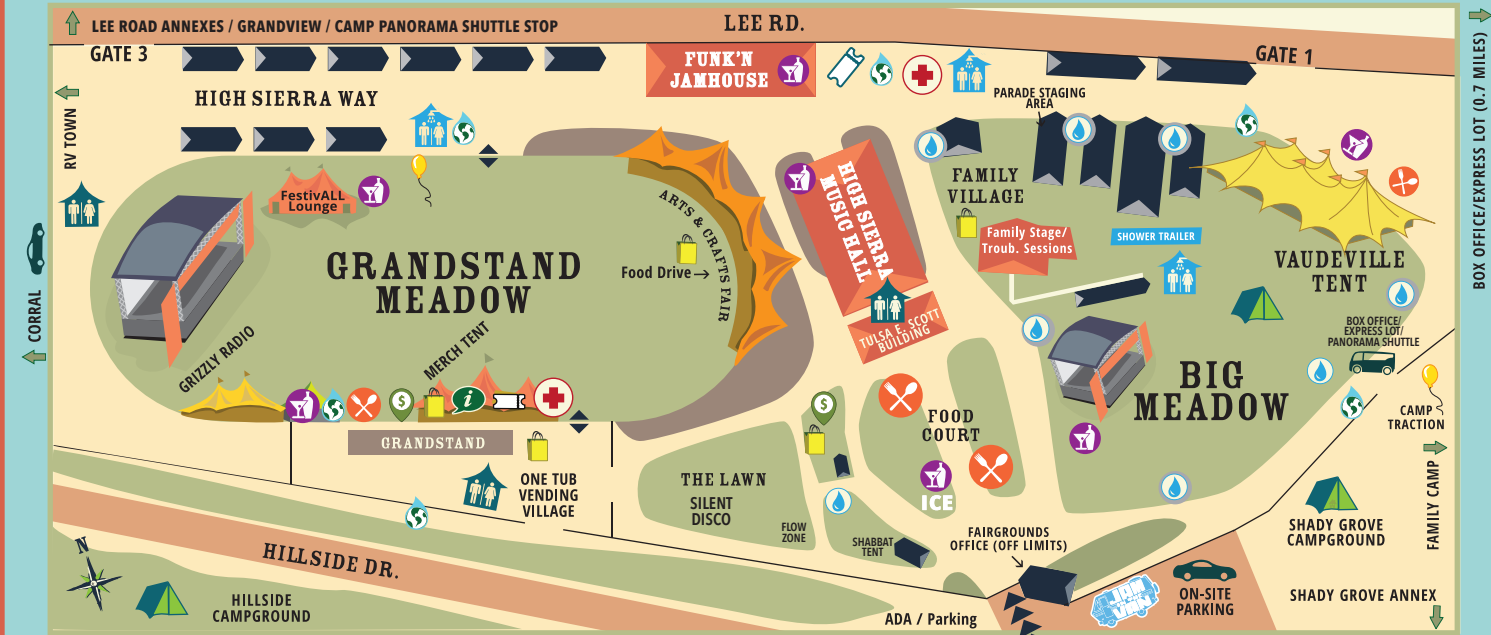 LEE ROAD ANNEXES / GRANDVIEW / CAMP PANORAMA SHUTTLE STOP
LEE RD.
GATE 3
GATE 1
FUNK'N
JAMHOUSE
HIGH SIERRA WAY
RV TOWN
PARADE STAGING
AREA
BOX OFFICE/EXPRESS LOT (0.7 MILES)
FestivALL
Lounge
ARTS & CRAFTS FAIR
HIGH SIERRA
MUSIC HALL
FAMILY
VILLAGE
Family Stage/
Troub. Sessions
SHOWER TRAILER
VAUDEVILLE
TENT
CORRAL
GRANDSTAND
MEADOW
Food Drive
TULSA E. SCOTT
BUILDING
BOX OFFICE/
EXPRESS LOT/
PANORAMA SHUTTLE
GRIZZLY RADIO
MERCH TENT
BIG
MEADOW
$
i
$
CAMP
TRACTION
FOOD
COURT
GRANDSTAND
ONE TUB
VENDING
VILLAGE
THE LAWN
SILENT
DISCO
FLOW
ZONE
SHABBAT
TENT
ICE
FAIRGROUNDS
OFFICE (OFF LIMITS)
SHADY GROVE
CAMPGROUND
FAMILY CAMP
N
HILLSIDE DR.
HILLSIDE
CAMPGROUND
ADA / Parking
JAM
VAN
ON-SITE
PARKING
SHADY GROVE ANNEX